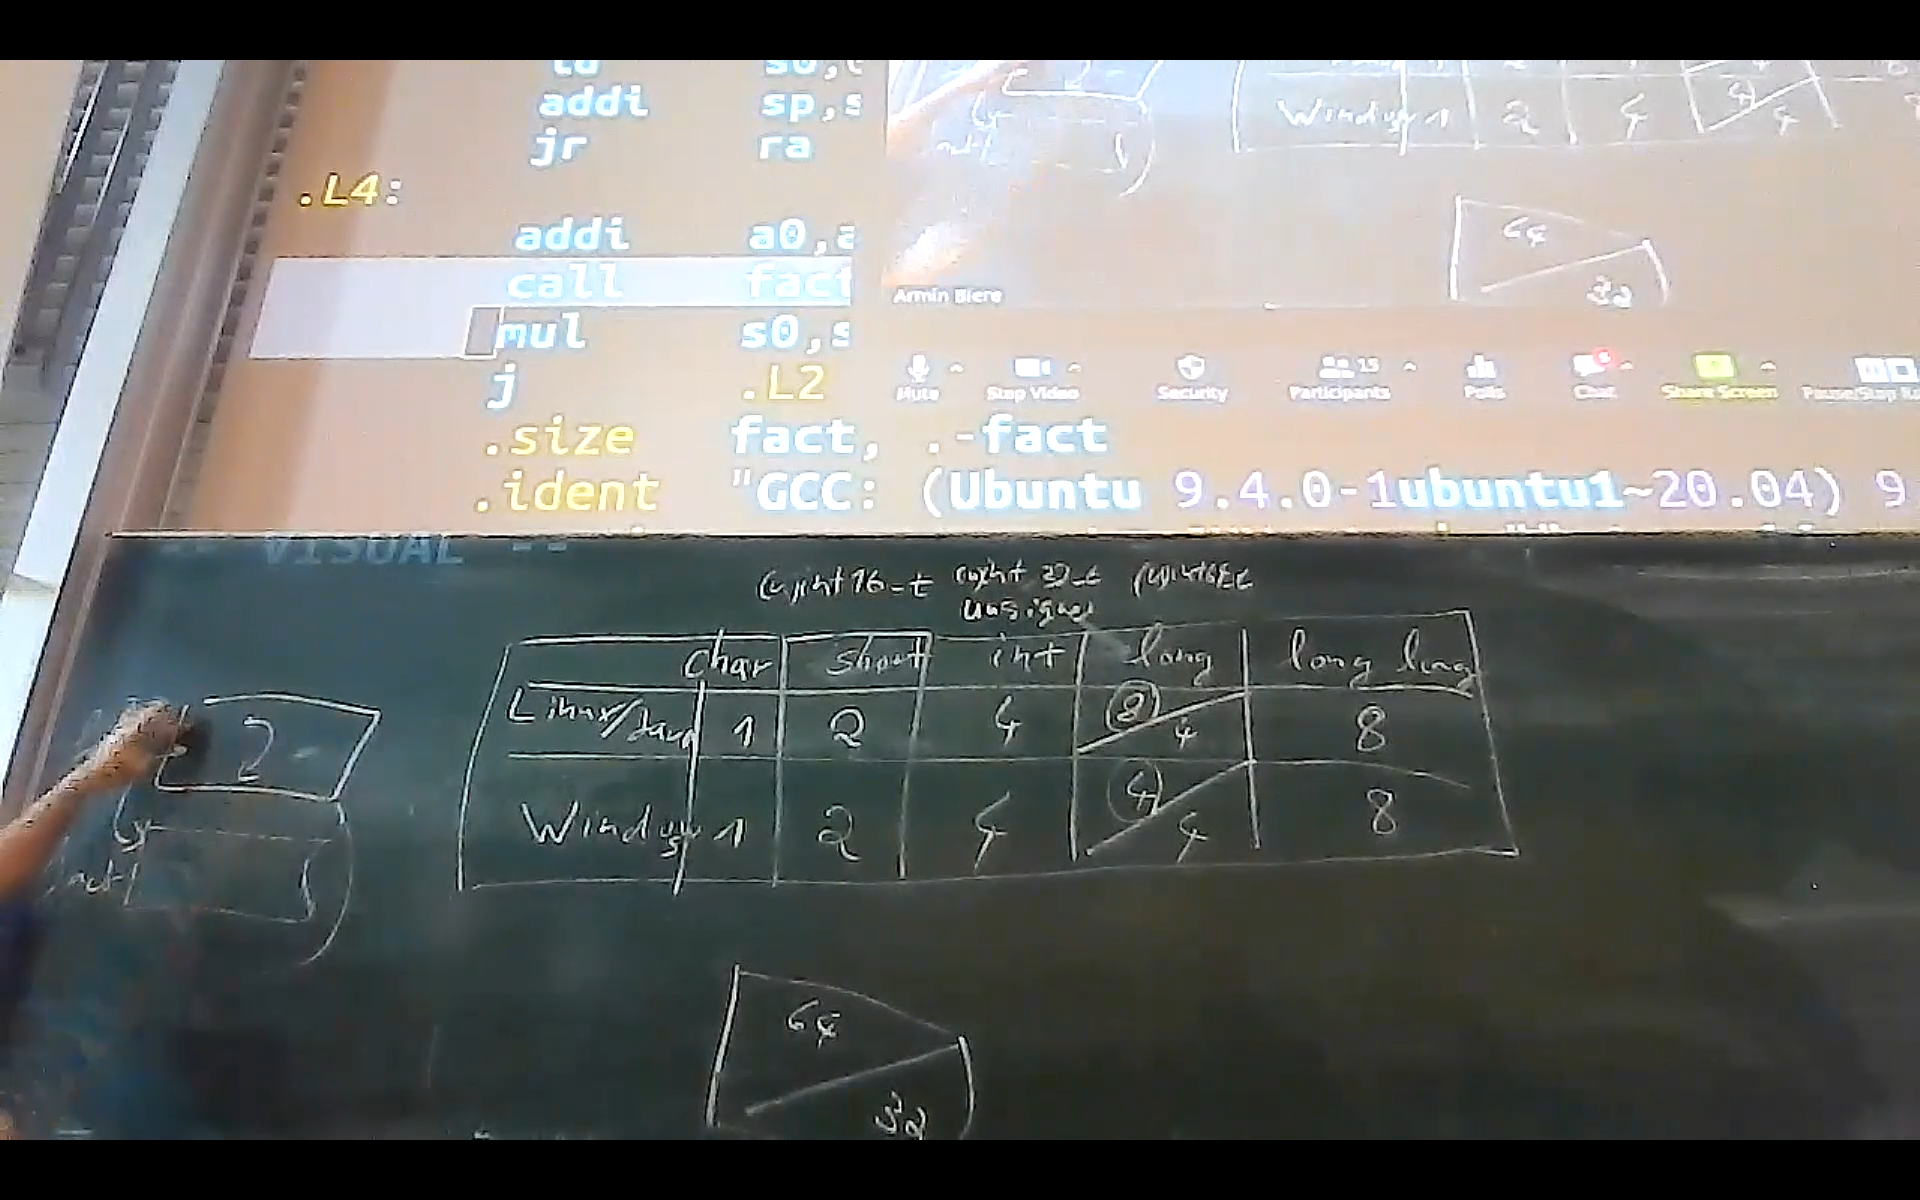 addi sp,s
jr ra
.L4:
addi a0,a
call fact
mul s0,s
j .L2
.size fact, .-fact
.ident "GCC: (Ubuntu 9.4.0-1ubuntu1~20.04) 9.
Windows 1 2 4 4
64
32
Armin Biere
Mute Stop Video Security 15 Participants Polls Chat Share Screen
-- VISUAL --
(u)int16_t (u)int32_t (u)int64_t
unsigned
char short int long long long
Linux/Java 1 2 4 8 4 8
Windows 1 2 4 4 4 8
2
64
32